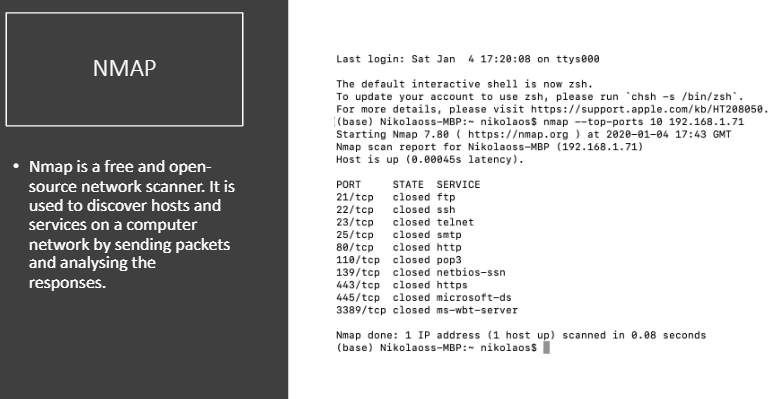 NMAP
• Nmap is a free and open-
source network scanner. It is
used to discover hosts and
services on a computer
network by sending packets
and analysing the
responses.
Last login: Sat Jan  4 17:20:08 on ttys000
The default interactive shell is now zsh.
To update your account to use zsh, please run `chsh -s /bin/zsh`.
For more details, please visit https://support.apple.com/kb/HT208050.
(base) Nikolaoss-MBP:~ nikolaos$ nmap --top-ports 10 192.168.1.71
Starting Nmap 7.80 ( https://nmap.org ) at 2020-01-04 17:43 GMT
Nmap scan report for Nikolaoss-MBP (192.168.1.71)
Host is up (0.00045s latency).
PORT     STATE  SERVICE
21/tcp   closed ftp
22/tcp   closed ssh
23/tcp   closed telnet
25/tcp   closed smtp
80/tcp   closed http
110/tcp  closed pop3
139/tcp  closed netbios-ssn
443/tcp  closed https
445/tcp  closed microsoft-ds
3389/tcp closed ms-wbt-server
Nmap done: 1 IP address (1 host up) scanned in 0.08 seconds
(base) Nikolaoss-MBP:~ nikolaos$